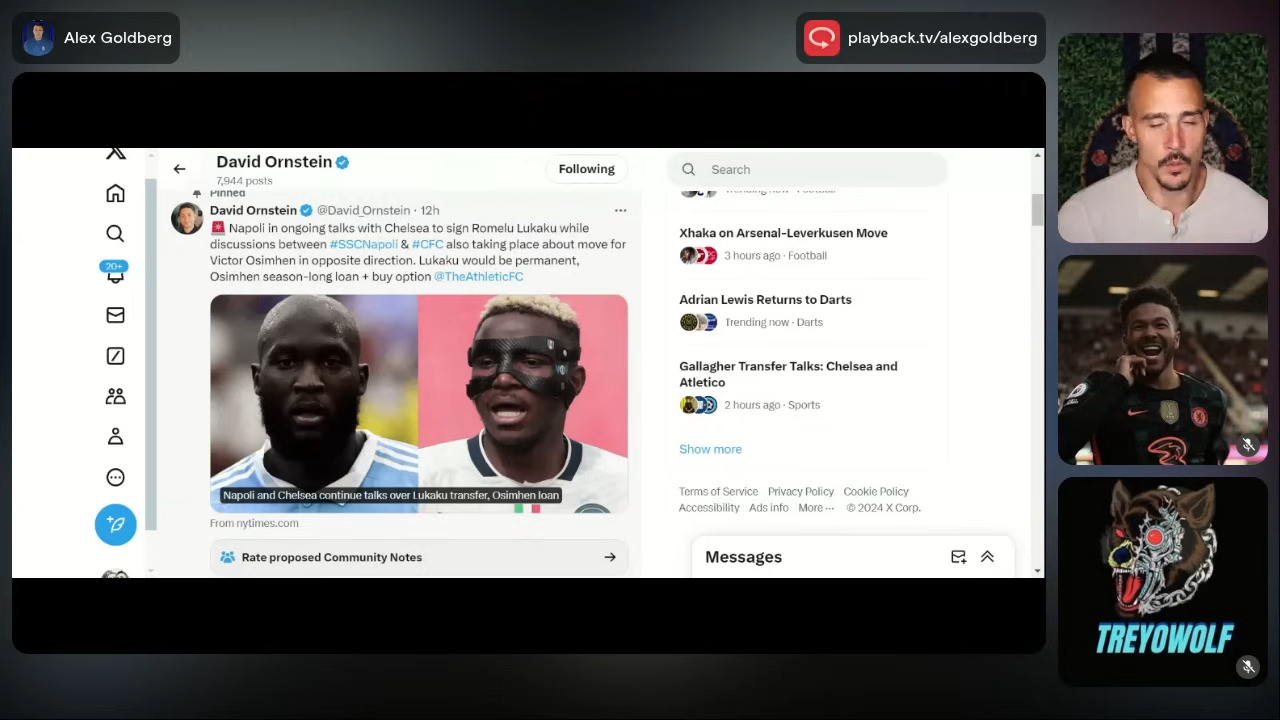 Alex Goldberg
playback.tv/alexgoldberg
David Ornstein
7,944 posts
Following
Search
Pinned
David Ornstein @David_Ornstein · 12h
🚨 Napoli in ongoing talks with Chelsea to sign Romelu Lukaku while
discussions between #SSCNapoli & #CFC also taking place about move for
Victor Osimhen in opposite direction. Lukaku would be permanent,
Osimhen season-long loan + buy option @TheAthleticFC
Napoli and Chelsea continue talks over Lukaku transfer, Osimhen loan
From nytimes.com
Rate proposed Community Notes
20+
Trending now · Football
Xhaka on Arsenal-Leverkusen Move
3 hours ago · Football
Adrian Lewis Returns to Darts
Trending now · Darts
Gallagher Transfer Talks: Chelsea and
Atletico
2 hours ago · Sports
Show more
Terms of Service Privacy Policy Cookie Policy
Accessibility Ads info More ··· © 2024 X Corp.
Messages
TREYOWOLF